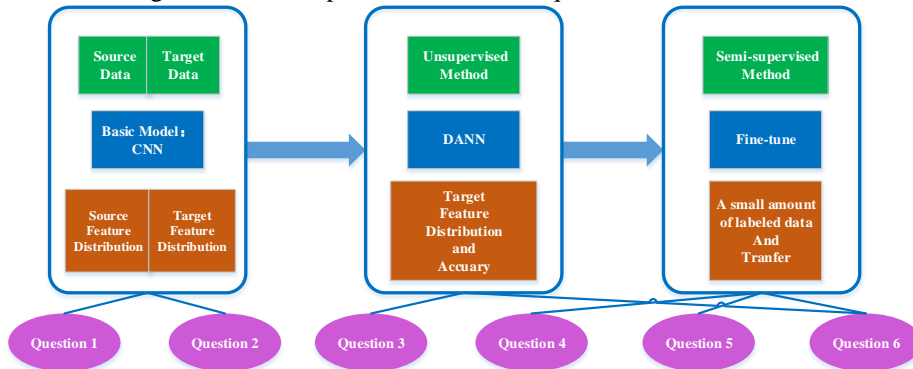 Source
Data
Target
Data
Basic Model：
CNN
Source
Feature
Distribution
Target
Feature
Distribution
Unsupervised
Method
DANN
Target
Feature
Distribution
and
Accuary
Semi-supervised
Method
Fine-tune
A small amount
of labeled data
And
Tranfer
Question 1
Question 2
Question 3
Question 4
Question 5
Question 6